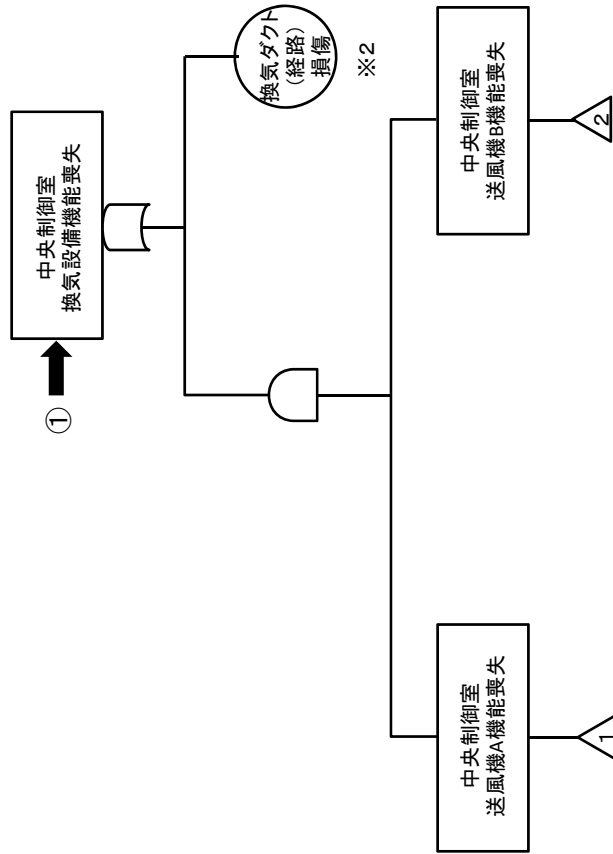 ①
中央制御室
換気設備機能喪失
換気ダクト
(経路)
損傷
※2
中央制御室
送風機A機能喪失
中央制御室
送風機B機能喪失
1
2